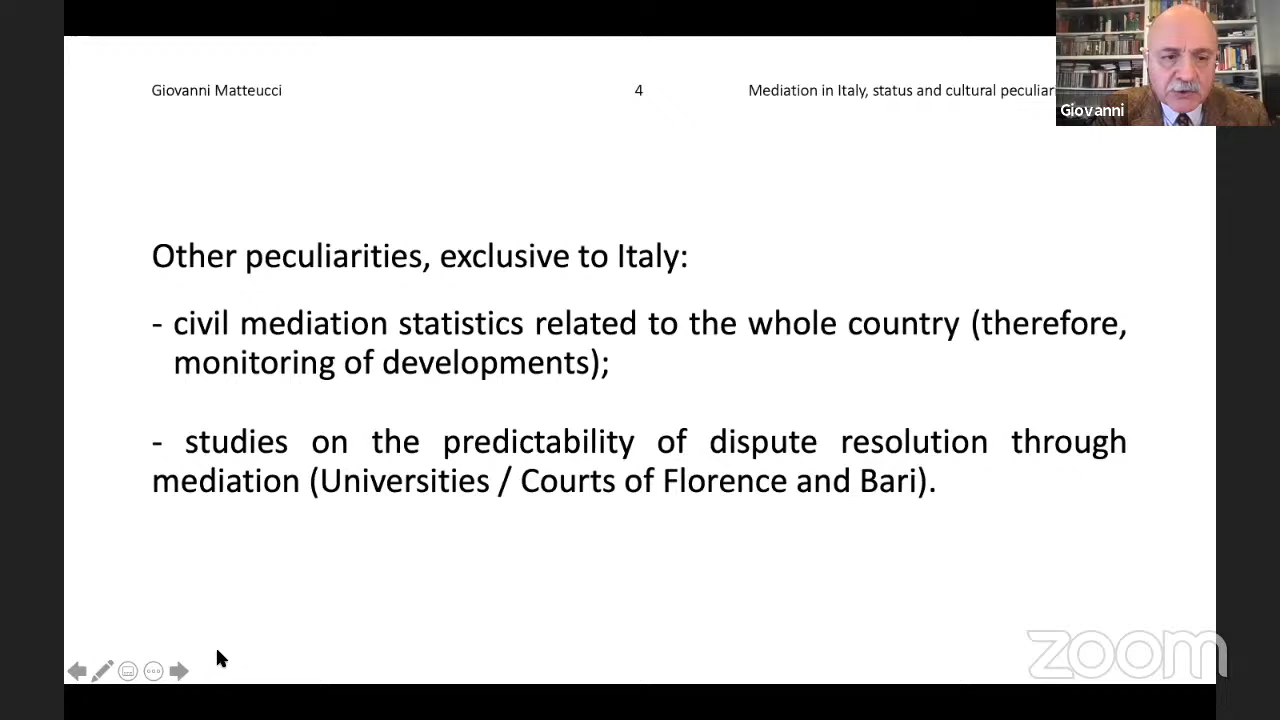 Giovanni Matteucci
4
Mediation in Italy, status and cultural peculiar
Giovanni
Other peculiarities, exclusive to Italy:
- civil mediation statistics related to the whole country (therefore,
monitoring of developments);
- studies on the predictability of dispute resolution through
mediation (Universities / Courts of Florence and Bari).
zoom